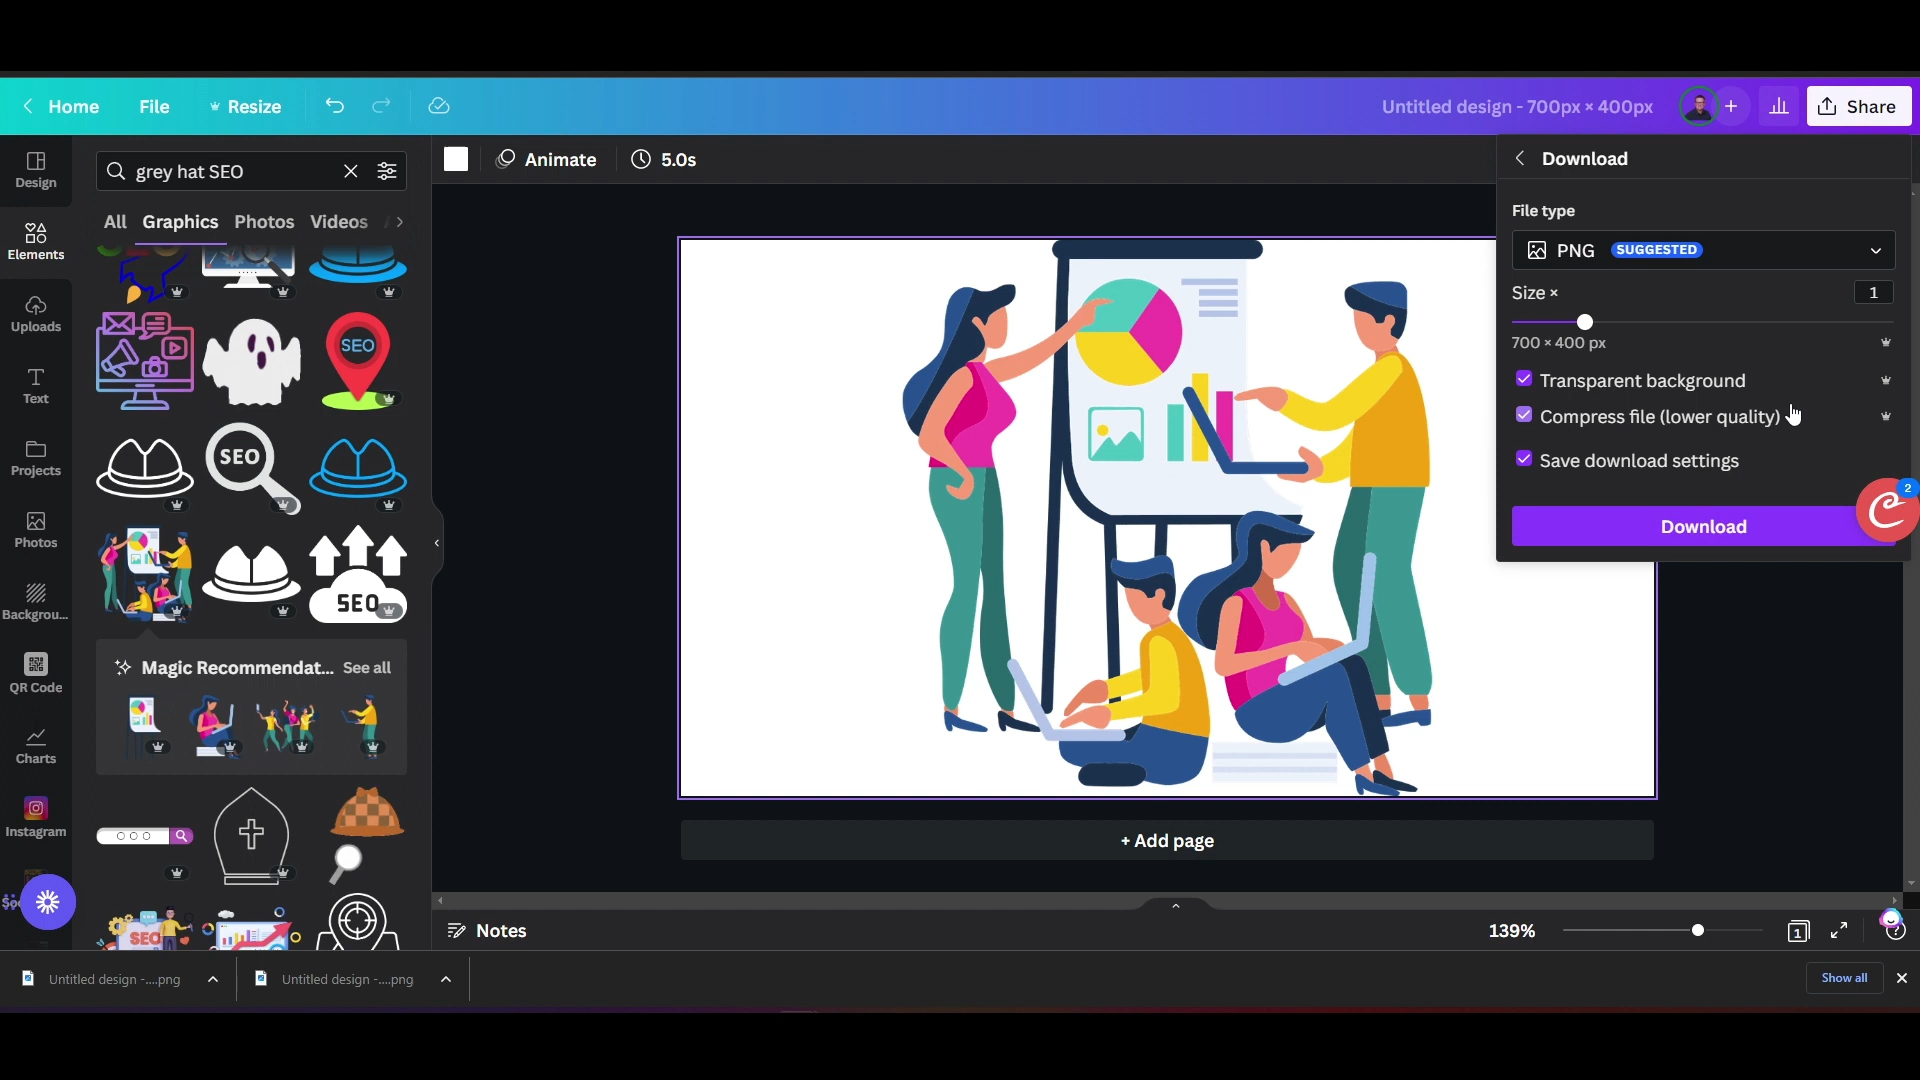 Home File Resize Untitled design - 700px × 400px + Share
Design
Elements
Uploads
Text
Projects
Photos
Backgrou...
QR Code
Charts
Instagram
grey hat SEO
All Graphics Photos Videos
SEO
SEO
SEO
Magic Recommendat... See all
SEO
Animate 5.0s
+ Add page
Notes
139%
1
Download
File type
PNG SUGGESTED
Size × 1
700 × 400 px
Transparent background
Compress file (lower quality)
Save download settings
Download
2
Untitled design -....png Untitled design -....png Show all